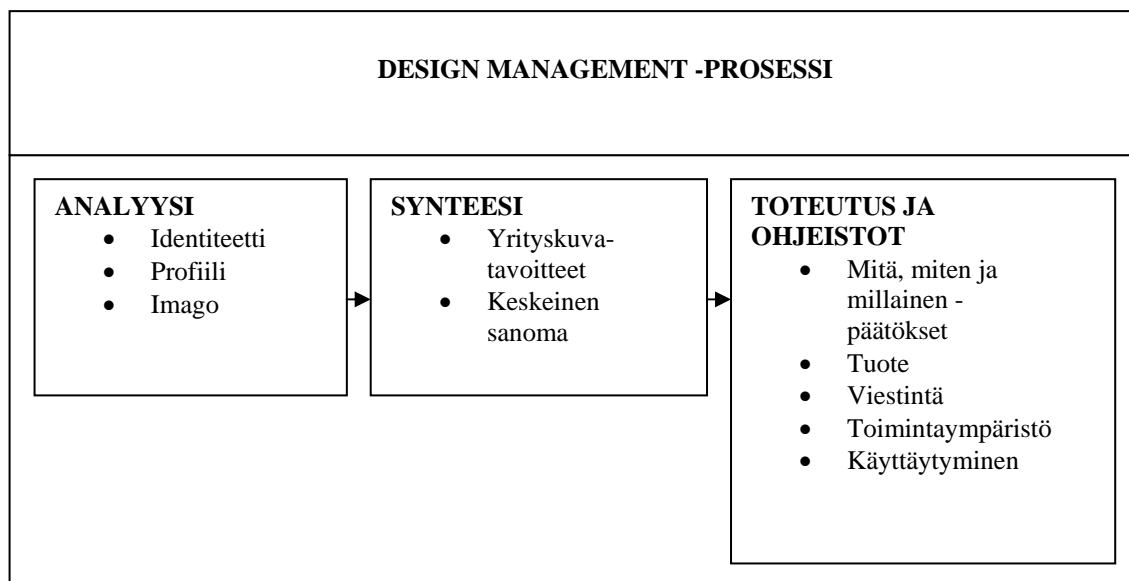 DESIGN MANAGEMENT -PROSESSI
ANALYYSI
• Identiteetti
• Profiili
• Imago
SYNTEESI
• Yrityskuva-
tavoitteet
• Keskeinen
sanoma
TOTEUTUS JA
OHJEISTOT
• Mitä, miten ja
millainen -
päätökset
• Tuote
• Viestintä
• Toimintaympäristö
• Käyttäytyminen